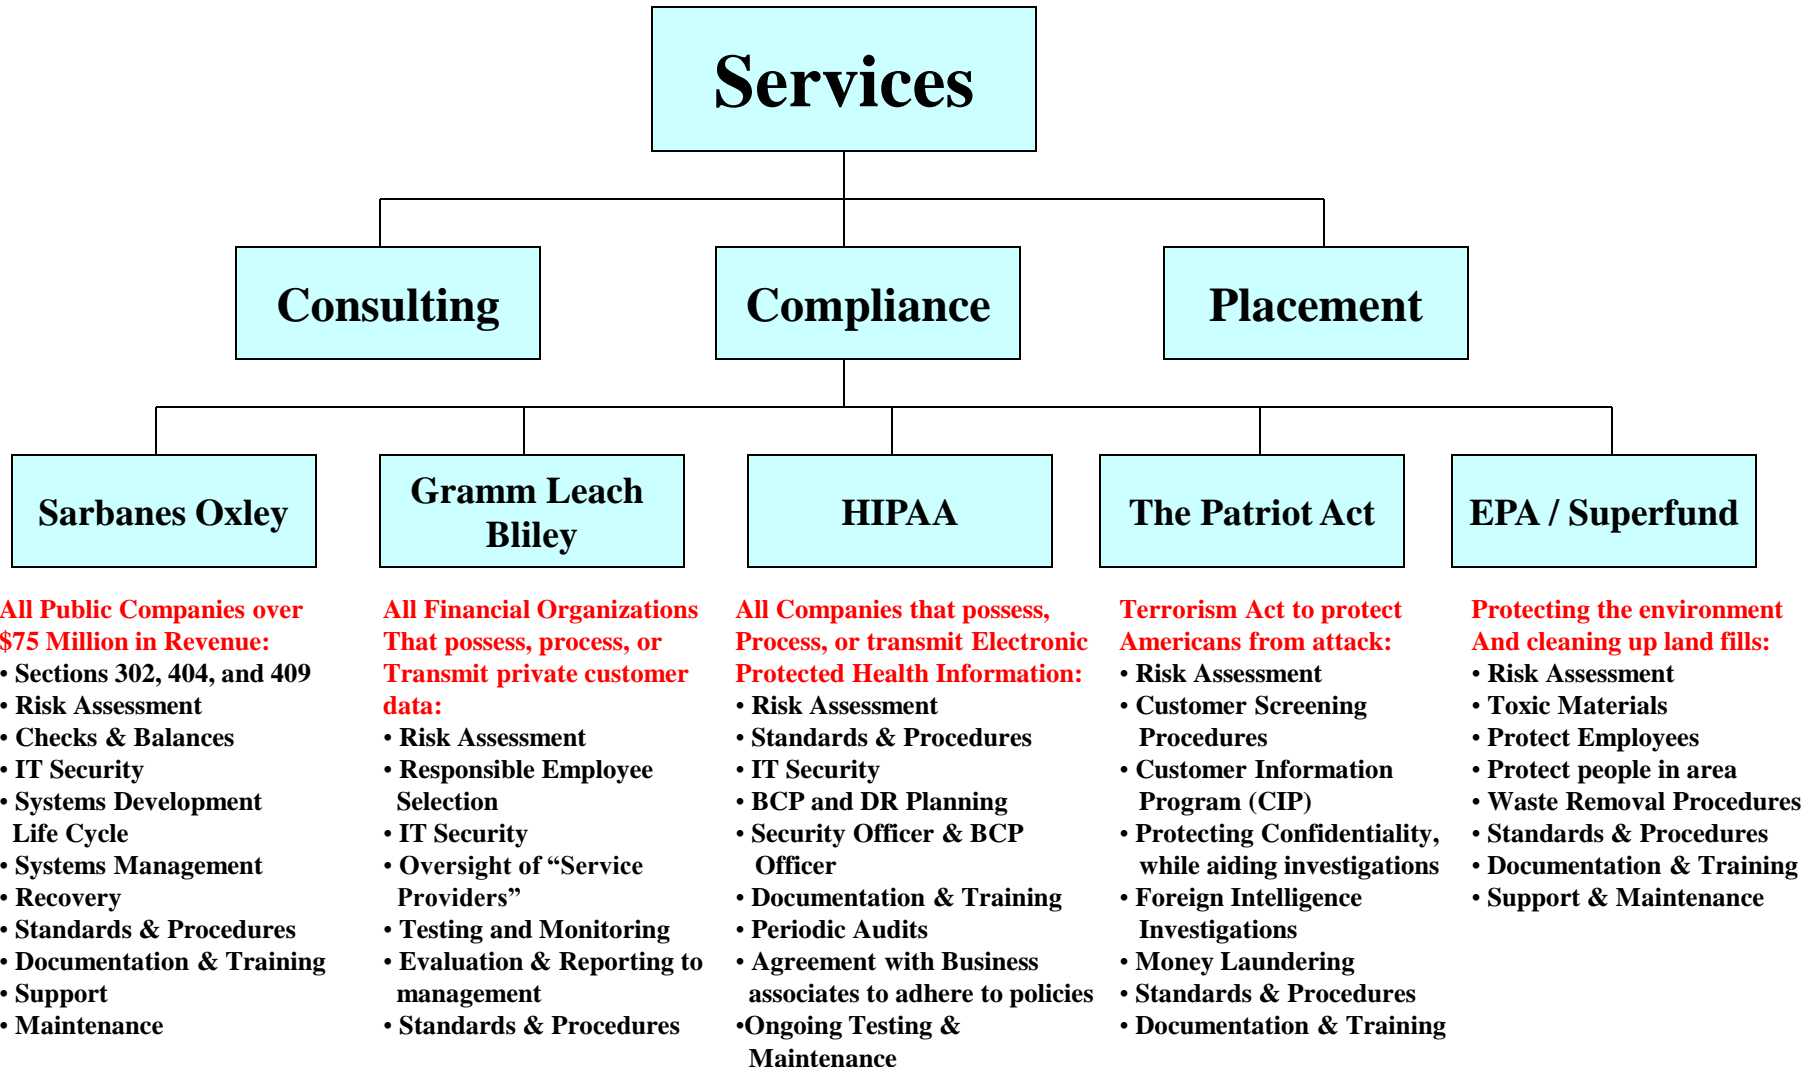 Services
Consulting
Compliance
Placement
Sarbanes Oxley
Gramm Leach
Bliley
HIPAA
The Patriot Act
EPA / Superfund
All Public Companies over
$75 Million in Revenue:
• Sections 302, 404, and 409
• Risk Assessment
• Checks & Balances
• IT Security
• Systems Development
Life Cycle
• Systems Management
• Recovery
• Standards & Procedures
• Documentation & Training
• Support
• Maintenance
All Financial Organizations
That possess, process, or
Transmit private customer
data:
• Risk Assessment
• Responsible Employee
Selection
• IT Security
• Oversight of “Service
Providers”
• Testing and Monitoring
• Evaluation & Reporting to
management
• Standards & Procedures
All Companies that possess,
Process, or transmit Electronic
Protected Health Information:
• Risk Assessment
• Standards & Procedures
• IT Security
• BCP and DR Planning
• Security Officer & BCP
Officer
• Documentation & Training
• Periodic Audits
• Agreement with Business
associates to adhere to policies
•Ongoing Testing &
Maintenance
Terrorism Act to protect
Americans from attack:
• Risk Assessment
• Customer Screening
Procedures
• Customer Information
Program (CIP)
• Protecting Confidentiality,
while aiding investigations
• Foreign Intelligence
Investigations
• Money Laundering
• Standards & Procedures
• Documentation & Training
Protecting the environment
And cleaning up land fills:
• Risk Assessment
• Toxic Materials
• Protect Employees
• Protect people in area
• Waste Removal Procedures
• Standards & Procedures
• Documentation & Training
• Support & Maintenance